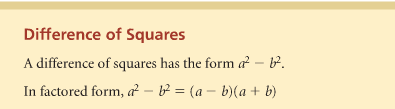 Difference of Squares
A difference of squares has the form a² − b².
In factored form, a² − b² = (a − b)(a + b)